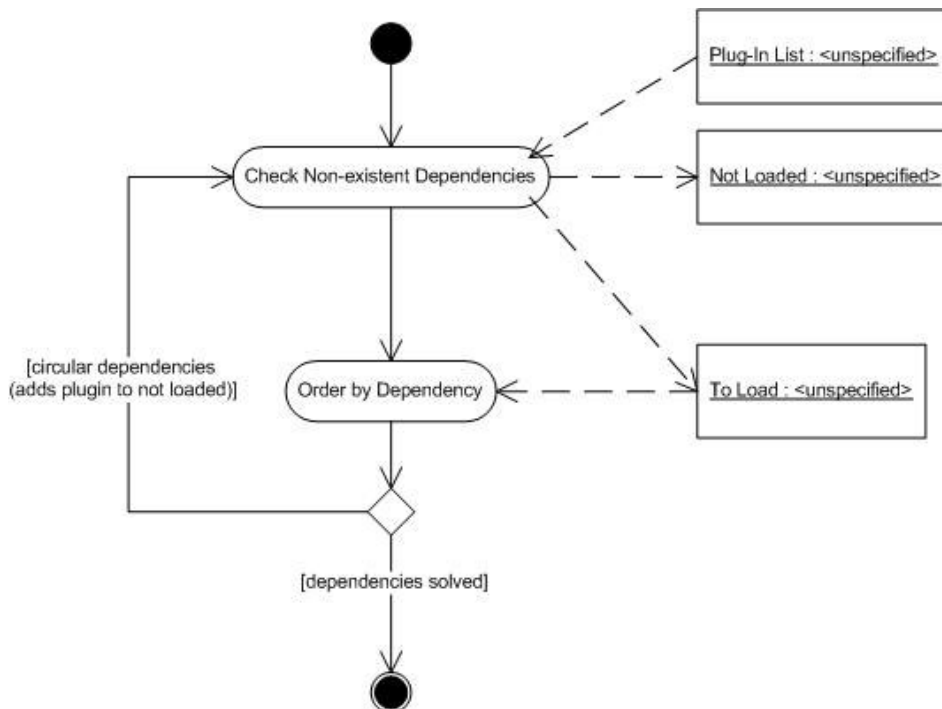 Plug-In List : <unspecified>
Check Non-existent Dependencies
Not Loaded : <unspecified>
[circular dependencies
(adds plugin to not loaded)]
Order by Dependency
To Load : <unspecified>
[dependencies solved]